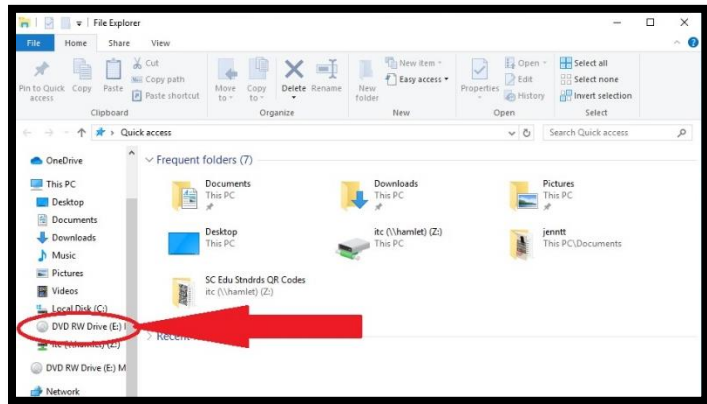 File Explorer
File Home Share View
Pin to Quick access
Copy
Paste
Cut
Copy path
Paste shortcut
Clipboard
Move to
Copy to
Delete
Rename
Organize
New folder
New item
Easy access
New
Properties
Open
Edit
History
Open
Select all
Select none
Invert selection
Select
Quick access
Search Quick access
OneDrive
This PC
Desktop
Documents
Downloads
Music
Pictures
Videos
Local Disk (C:)
DVD RW Drive (E:)
itc (\\hamlet) (Z:)
DVD RW Drive (E:) M
Network
Frequent folders (7)
Documents
This PC
Downloads
This PC
Pictures
This PC
Desktop
This PC
itc (\\hamlet) (Z:)
This PC
jenntt
This PC\Documents
SC Edu Stndrds QR Codes
itc (\\hamlet) (Z:)